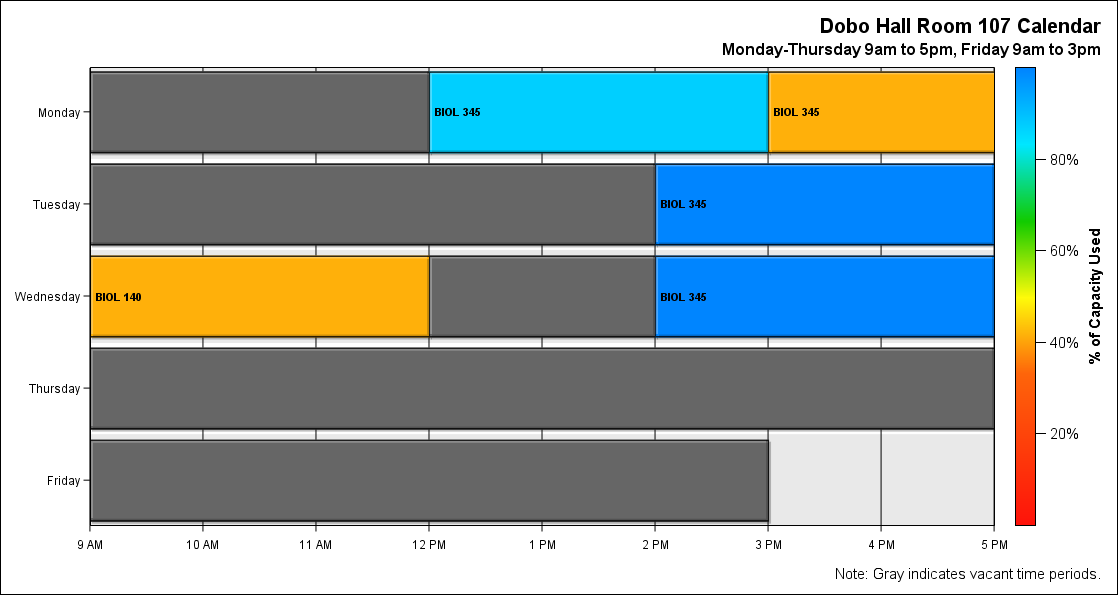 Dobo Hall Room 107 Calendar
Monday-Thursday 9am to 5pm, Friday 9am to 3pm
Monday
BIOL 345
BIOL 345
Tuesday
BIOL 345
Wednesday
BIOL 140
BIOL 345
Thursday
Friday
9 AM
10 AM
11 AM
12 PM
1 PM
2 PM
3 PM
4 PM
5 PM
80%
60%
40%
20%
% of Capacity Used
Note: Gray indicates vacant time periods.